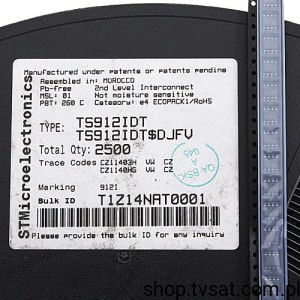 Manufactured under patents or patents pending
Assembled in: MOROCCO
Pb-free 2nd Level Interconnect
MSL: 01 Not moisture sensitive
PBT: 260 C Category: e4 ECOPACK1/RoHS
TYPE: TS912IDT
TS912IDT$DJFV
Total Qty: 2500
Trace Codes CZ11403H VW CZ
CZ11403G VW CZ
Marking 912I
Bulk ID T1Z14NAT0001
Please provide the bulk ID for any inquiry
STMicroelectronics
QA BSK
A 045
shop.tvsat.com.pl